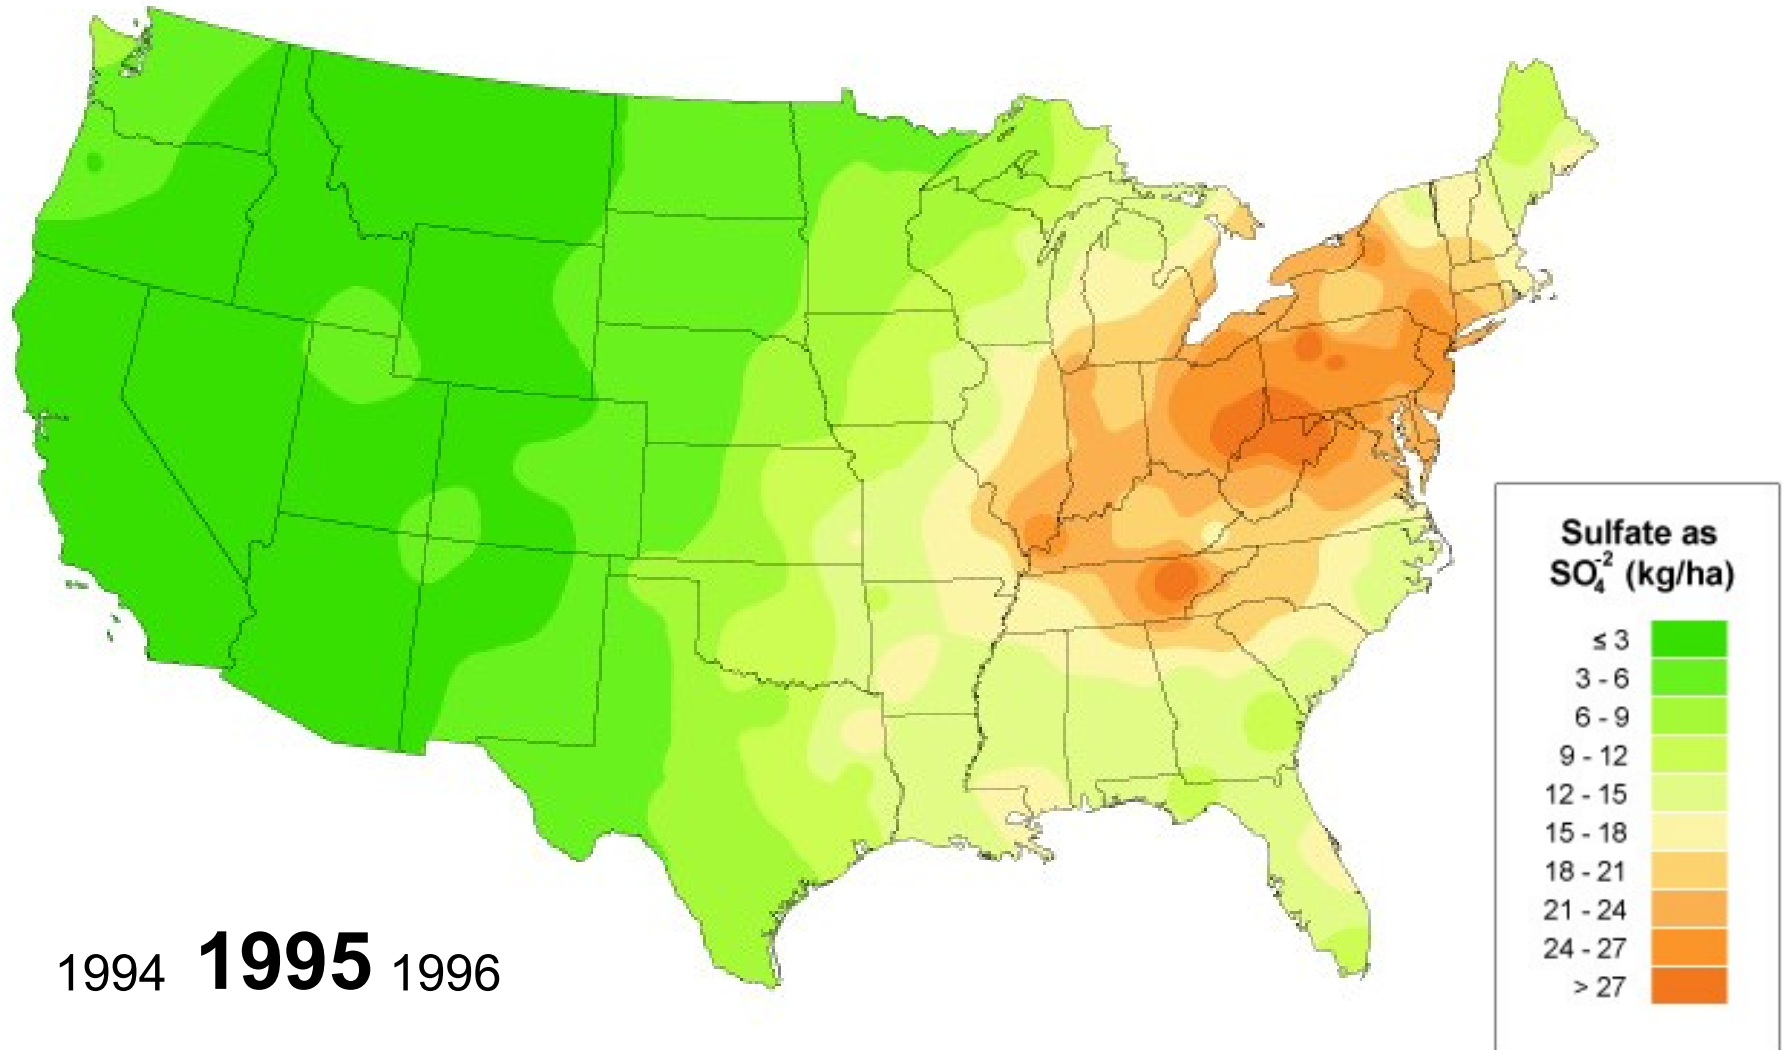 Sulfate as
SO₄⁻² (kg/ha)
≤ 3
3 - 6
6 - 9
9 - 12
12 - 15
15 - 18
18 - 21
21 - 24
24 - 27
> 27
1994 1995 1996